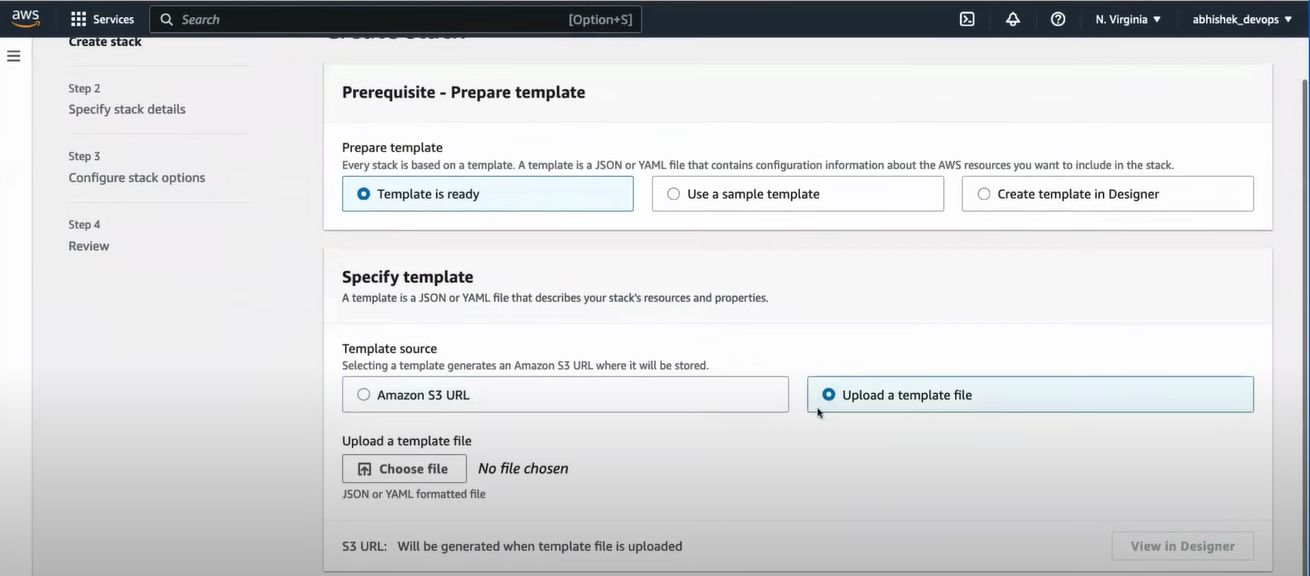 aws
Services
Search
[Option+S]
N. Virginia
abhishek_devops
Create stack
Step 2
Specify stack details
Step 3
Configure stack options
Step 4
Review
Create stack
Prerequisite - Prepare template
Prepare template
Every stack is based on a template. A template is a JSON or YAML file that contains configuration information about the AWS resources you want to include in the stack.
Template is ready
Use a sample template
Create template in Designer
Specify template
A template is a JSON or YAML file that describes your stack's resources and properties.
Template source
Selecting a template generates an Amazon S3 URL where it will be stored.
Amazon S3 URL
Upload a template file
Upload a template file
Choose file
No file chosen
JSON or YAML formatted file
S3 URL: Will be generated when template file is uploaded
View in Designer